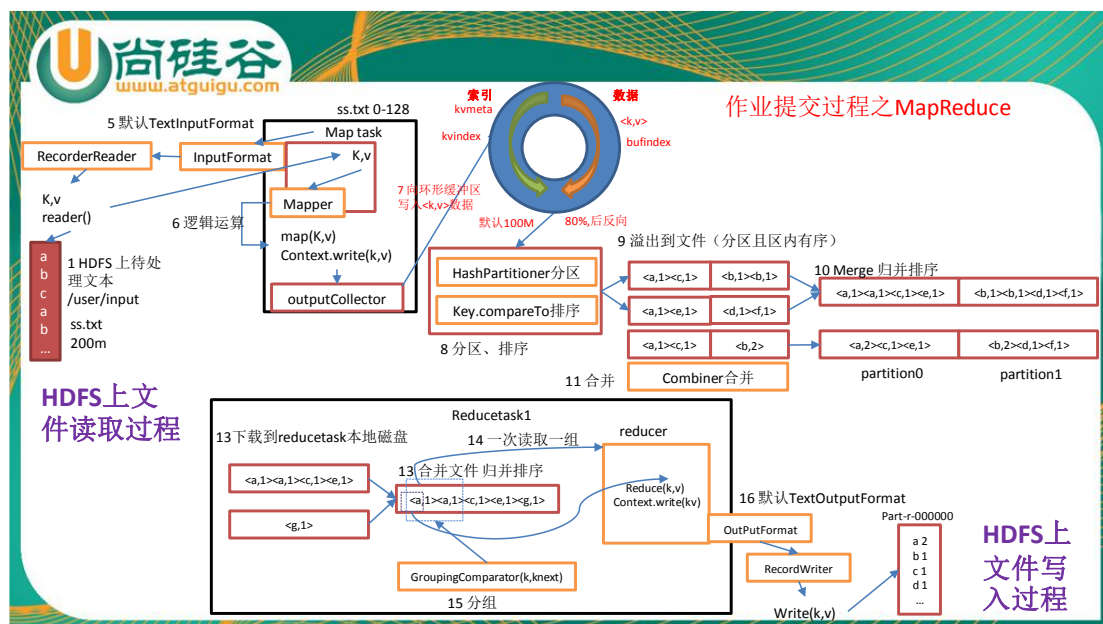 尚硅谷
www.atguigu.com
作业提交过程之MapReduce
ss.txt 0-128
Map task
5 默认TextInputFormat
RecorderReader
InputFormat
K,v
Mapper
K,v
reader()
6 逻辑运算
map(K,v)
Context.write(k,v)
outputCollector
a
b
c
a
b
...
1 HDFS 上待处
理文本
/user/input
ss.txt
200m
HDFS上文
件读取过程
索引
kvmeta
kvindex
数据
<k,v>
bufindex
7 向环形缓冲区
写入<k,v>数据
默认100M
80%,后反向
HashPartitioner分区
Key.compareTo排序
8 分区、排序
9 溢出到文件（分区且区内有序）
<a,1><c,1>
<b,1><b,1>
<a,1><e,1>
<d,1><f,1>
<a,1><c,1>
<b,2>
11 合并
Combiner合并
10 Merge 归并排序
<a,1><a,1><c,1><e,1>
<b,1><b,1><d,1><f,1>
<a,2><c,1><e,1>
<b,2><d,1><f,1>
partition0
partition1
Reducetask1
13下载到reducetask本地磁盘
<a,1><a,1><c,1><e,1>
<g,1>
14 一次读取一组
13 合并文件 归并排序
<a,1><a,1><c,1><e,1><g,1>
GroupingComparator(k,knext)
15 分组
reducer
Reduce(k,v)
Context.write(kv)
16 默认TextOutputFormat
OutPutFormat
RecordWriter
Write(k,v)
Part-r-000000
a 2
b 1
c 1
d 1
...
HDFS上
文件写
入过程